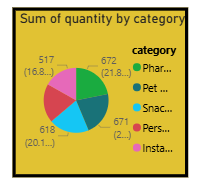 Sum of quantity by category
category
517
(16.8...)
672
(21.8...
Phar...
Pet ...
Snac...
Pers...
Insta...
671
(2...)
618
(20.1...)